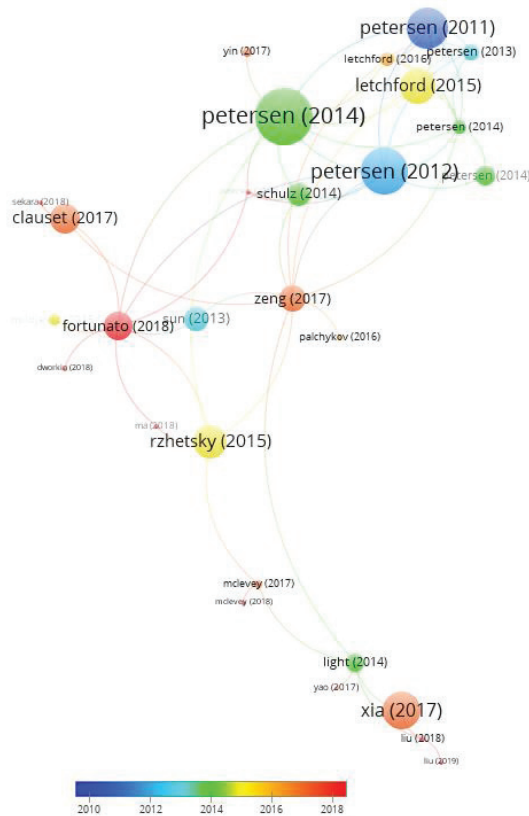 petersen (2011)
yin (2017)
petersen (2013)
letchford (2016)
letchford (2015)
petersen (2014)
petersen (2014)
petersen (2012)
petersen (2014)
schulz (2014)
sekara (2018)
clauset (2017)
zeng (2017)
fortunato (2018)
sun (2013)
palchykov (2016)
dworkin (2018)
ma (2018)
rzhetsky (2015)
mclevey (2017)
mclevey (2018)
light (2014)
yao (2017)
xia (2017)
liu (2018)
liu (2019)
2010 2012 2014 2016 2018